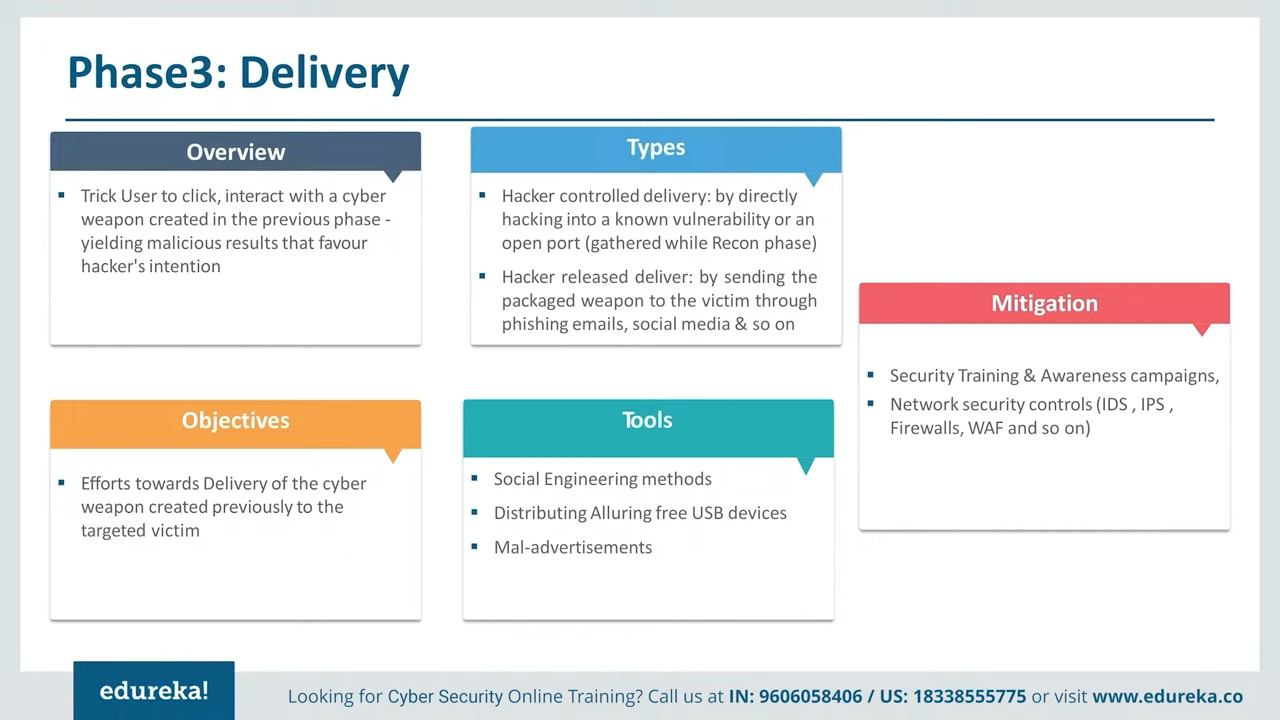 Phase3: Delivery
Overview
Trick User to click, interact with a cyber
weapon created in the previous phase -
yielding malicious results that favour
hacker's intention
Types
Hacker controlled delivery: by directly
hacking into a known vulnerability or an
open port (gathered while Recon phase)
Hacker released deliver: by sending the
packaged weapon to the victim through
phishing emails, social media & so on
Objectives
Efforts towards Delivery of the cyber
weapon created previously to the
targeted victim
Tools
Social Engineering methods
Distributing Alluring free USB devices
Mal-advertisements
Mitigation
Security Training & Awareness campaigns,
Network security controls (IDS , IPS ,
Firewalls, WAF and so on)
edureka!
Looking for Cyber Security Online Training? Call us at IN: 9606058406 / US: 18338555775 or visit www.edureka.co